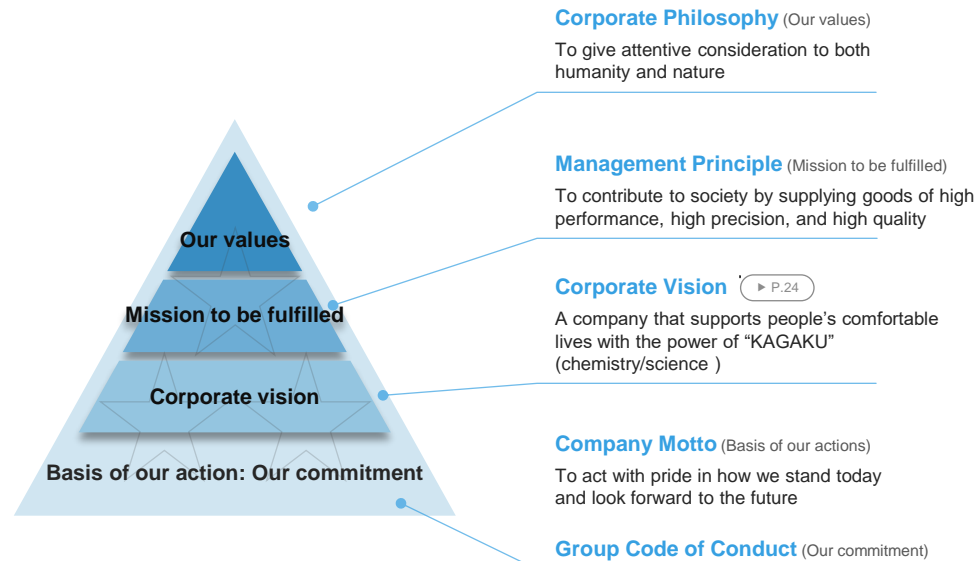 Corporate Philosophy (Our values)
To give attentive consideration to both
humanity and nature
Management Principle (Mission to be fulfilled)
To contribute to society by supplying goods of high
performance, high precision, and high quality
Our values
Mission to be fulfilled
Corporate vision
Basis of our action: Our commitment
Corporate Vision ▶ P.24
A company that supports people’s comfortable
lives with the power of “KAGAKU”
(chemistry/science )
Company Motto (Basis of our actions)
To act with pride in how we stand today
and look forward to the future
Group Code of Conduct (Our commitment)